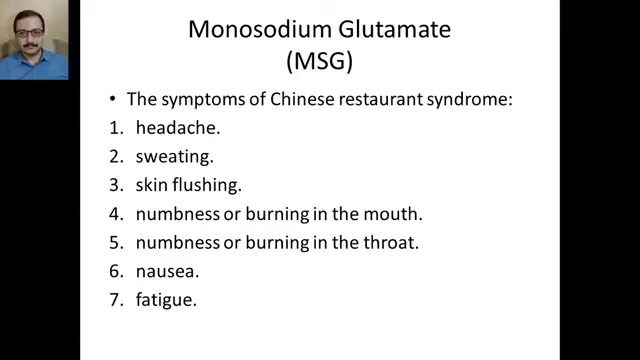 Monosodium Glutamate
(MSG)
• The symptoms of Chinese restaurant syndrome:
1. headache.
2. sweating.
3. skin flushing.
4. numbness or burning in the mouth.
5. numbness or burning in the throat.
6. nausea.
7. fatigue.